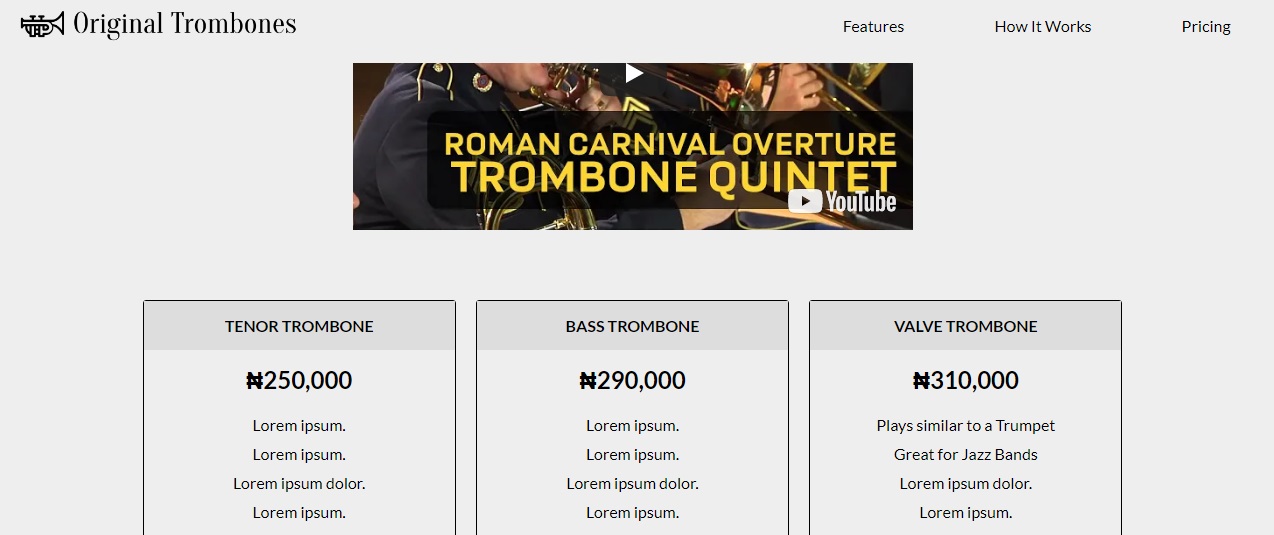 Original Trombones
Features How It Works Pricing
ROMAN CARNIVAL OVERTURE
TROMBONE QUINTET
YouTube
TENOR TROMBONE
₦250,000
Lorem ipsum.
Lorem ipsum.
Lorem ipsum dolor.
Lorem ipsum.
BASS TROMBONE
₦290,000
Lorem ipsum.
Lorem ipsum.
Lorem ipsum dolor.
Lorem ipsum.
VALVE TROMBONE
₦310,000
Plays similar to a Trumpet
Great for Jazz Bands
Lorem ipsum dolor.
Lorem ipsum.